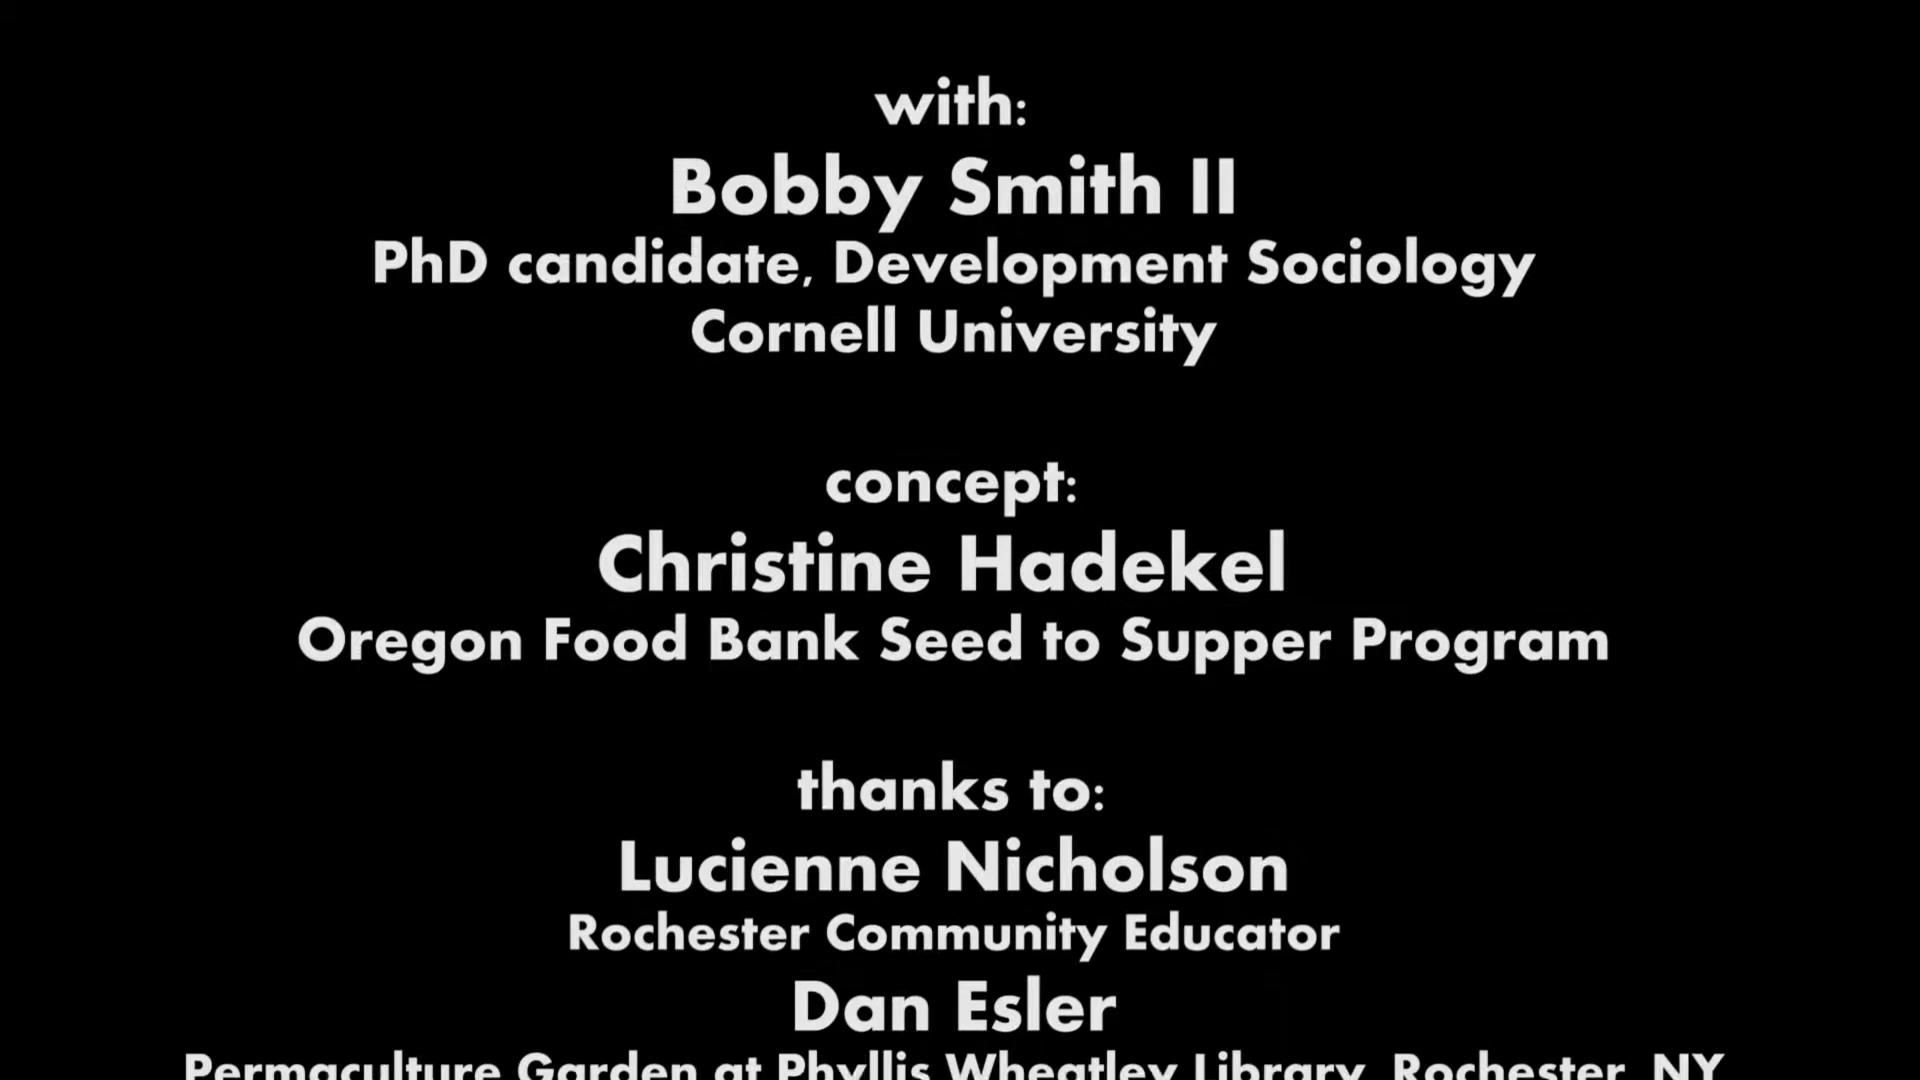 with:
Bobby Smith II
PhD candidate, Development Sociology
Cornell University
concept:
Christine Hadekel
Oregon Food Bank Seed to Supper Program
thanks to:
Lucienne Nicholson
Rochester Community Educator
Dan Esler
Permaculture Garden at Phyllis Wheatley Library, Rochester, NY